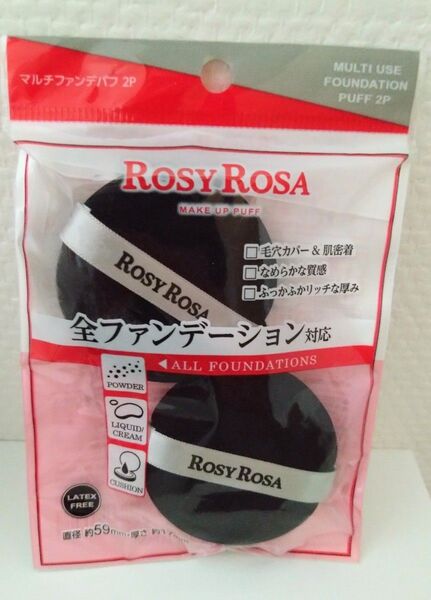 マルチファンデパフ 2P
MULTI USE
FOUNDATION
PUFF 2P
ROSY ROSA
MAKE UP PUFF
毛穴カバー&肌密着
なめらかな質感
ふっかふかリッチな厚み
ROSY ROSA
全ファンデーション対応
ALL FOUNDATIONS
POWDER
LIQUID/
CREAM
CUSHION
ROSY ROSA
LATEX
FREE
直径 約59mm・厚さ 約